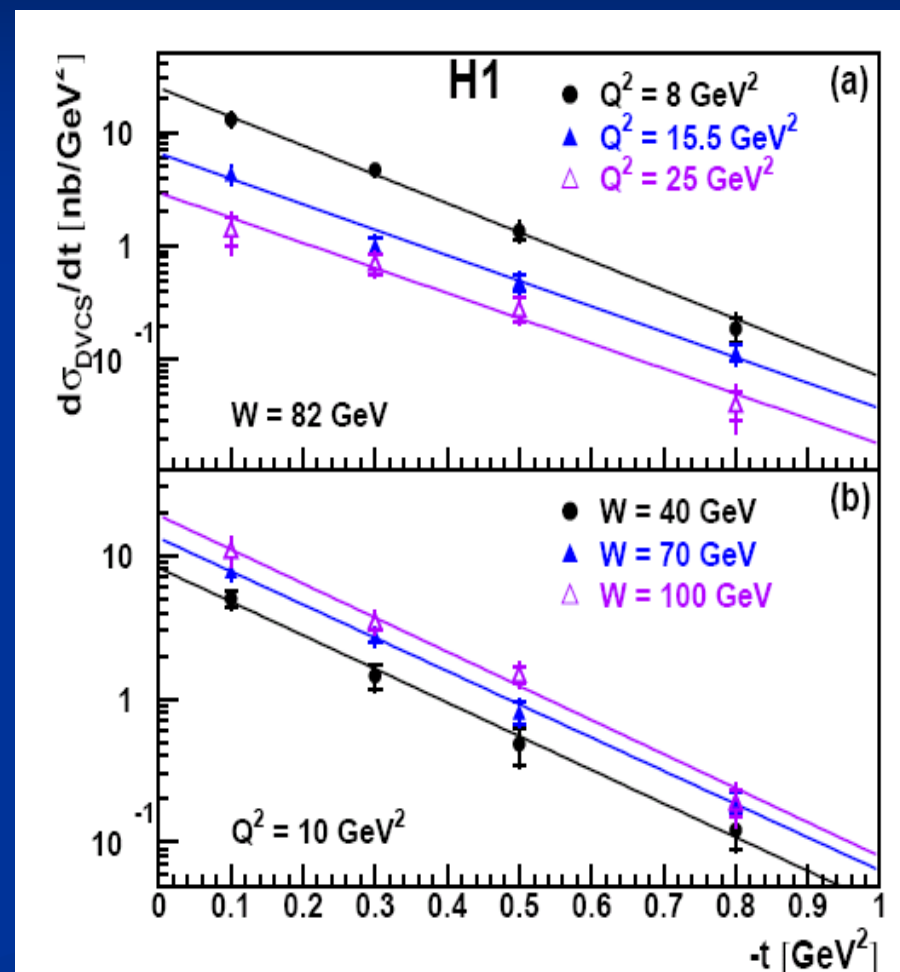 H1
(a)
Q² = 8 GeV²
Q² = 15.5 GeV²
Q² = 25 GeV²
dσDVCS/dt [nb/GeV²]
10
1
10⁻¹
W = 82 GeV
(b)
W = 40 GeV
W = 70 GeV
W = 100 GeV
10
1
10⁻¹
Q² = 10 GeV²
0 0.1 0.2 0.3 0.4 0.5 0.6 0.7 0.8 0.9 1
-t [GeV²]